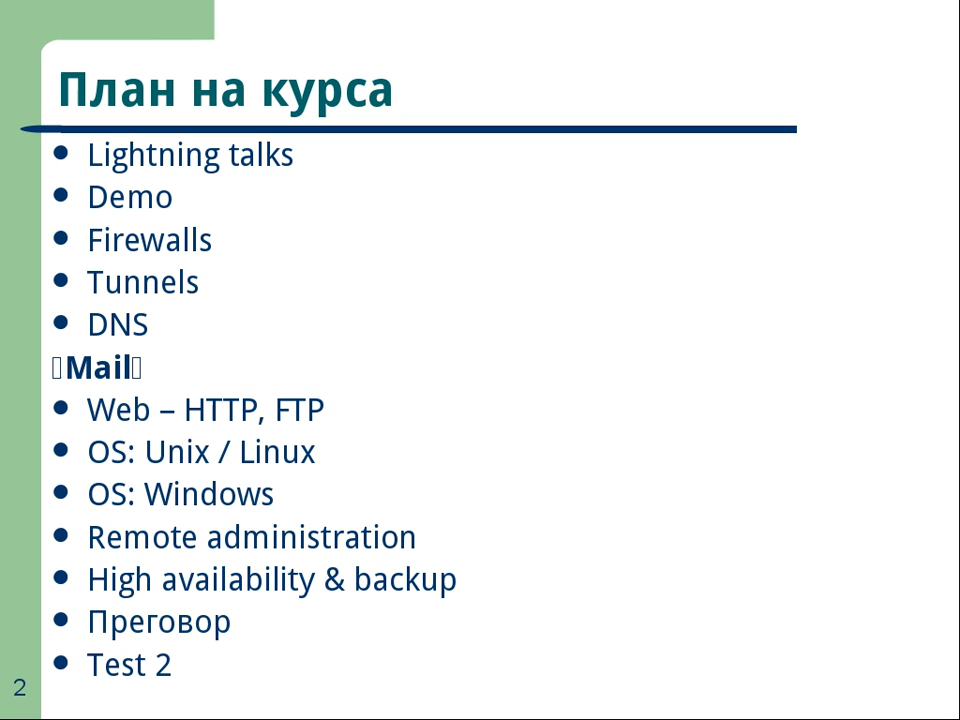 План на курса
Lightning talks
Demo
Firewalls
Tunnels
DNS
Mail
Web – HTTP, FTP
OS: Unix / Linux
OS: Windows
Remote administration
High availability & backup
Преговор
Test 2
2